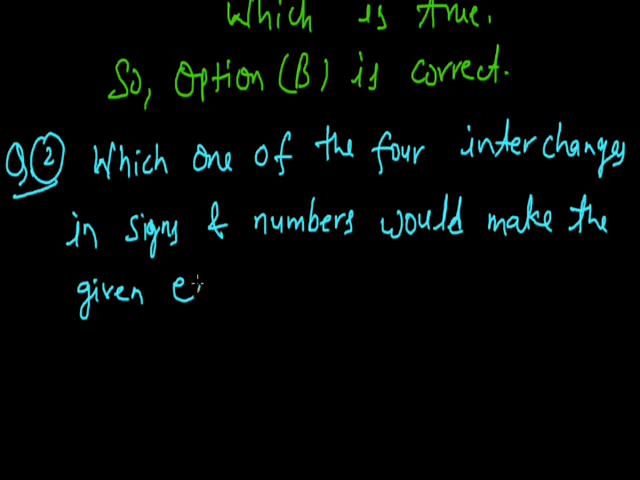 Which is true.
So, Option (B) is correct.
Q② Which one of the four interchanges
in signs & numbers would make the
given e